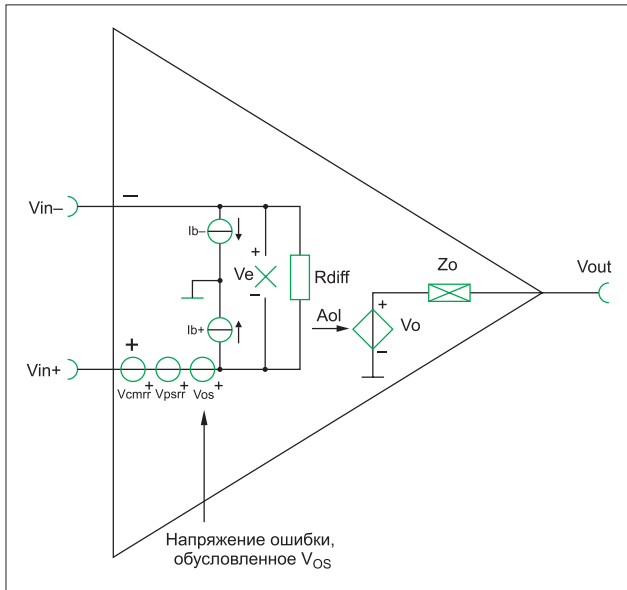 Vin–
–
Ib–
+
Ve
–
Rdiff
Ib+
Zo
Vout
Aol
+
Vo
–
Vin+
+
+
+
+
Vcmrr
Vpsrr
Vos
Напряжение ошибки,
обусловленное VOS